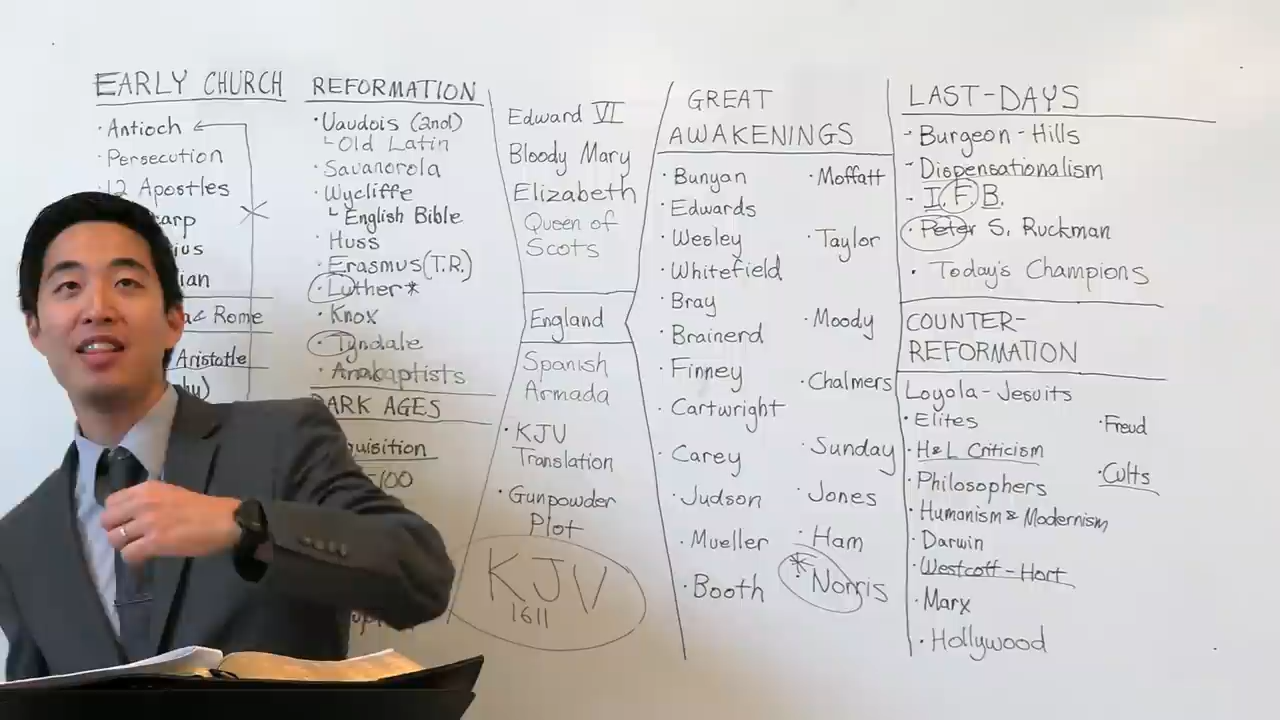 EARLY CHURCH
· Antioch
· Persecution
12 Apostles
carp
ius
ian
Rome
Aristotle
REFORMATION
· Vaudois (2nd)
Old Latin
· Savanorola
· Wycliffe
English Bible
· Huss
· Erasmus (T.R.)
· Luther*
· Knox
· Tyndale
· Anabaptists
DARK AGES
quisition
-100
Edward VI
Bloody Mary
Elizabeth
Queen of
Scots
England
Spanish
Armada
· KJV
Translation
· Gunpowder
Plot
KJV
1611
GREAT
AWAKENINGS
· Bunyan
· Edwards
· Wesley
· Whitefield
· Bray
· Brainerd
· Finney
· Cartwright
· Carey
· Judson
· Mueller
· Booth
· Moffatt
· Taylor
· Moody
· Chalmers
· Sunday
· Jones
· Ham
* · Norris
LAST-DAYS
- Burgeon - Hills
- Dispensationalism
- I.F.B.
· Peter S. Ruckman
· Today's Champions
COUNTER-
REFORMATION
Loyola - Jesuits
· Elites
· H&L Criticism
· Philosophers
· Humanism & Modernism
· Darwin
· Westcott-Hort
· Marx
· Hollywood
· Freud
· Cults